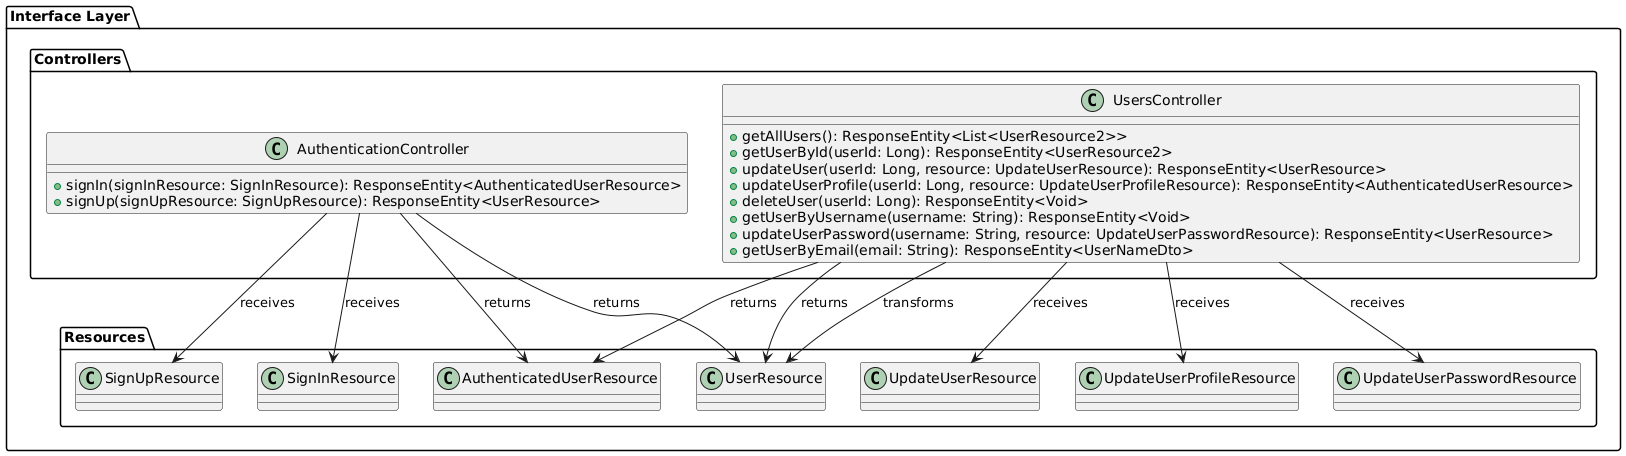 Interface Layer
Controllers
C UsersController
getAllUsers(): ResponseEntity<List<UserResource2>>
getUserById(userId: Long): ResponseEntity<UserResource2>
updateUser(userId: Long, resource: UpdateUserResource): ResponseEntity<UserResource>
updateUserProfile(userId: Long, resource: UpdateUserProfileResource): ResponseEntity<AuthenticatedUserResource>
deleteUser(userId: Long): ResponseEntity<Void>
getUserByUsername(username: String): ResponseEntity<Void>
updateUserPassword(username: String, resource: UpdateUserPasswordResource): ResponseEntity<UserResource>
getUserByEmail(email: String): ResponseEntity<UserNameDto>
C AuthenticationController
signIn(signInResource: SignInResource): ResponseEntity<AuthenticatedUserResource>
signUp(signUpResource: SignUpResource): ResponseEntity<UserResource>
receives
receives
returns
returns
returns
returns
transforms
receives
receives
receives
Resources
C SignUpResource
C SignInResource
C AuthenticatedUserResource
C UserResource
C UpdateUserResource
C UpdateUserProfileResource
C UpdateUserPasswordResource